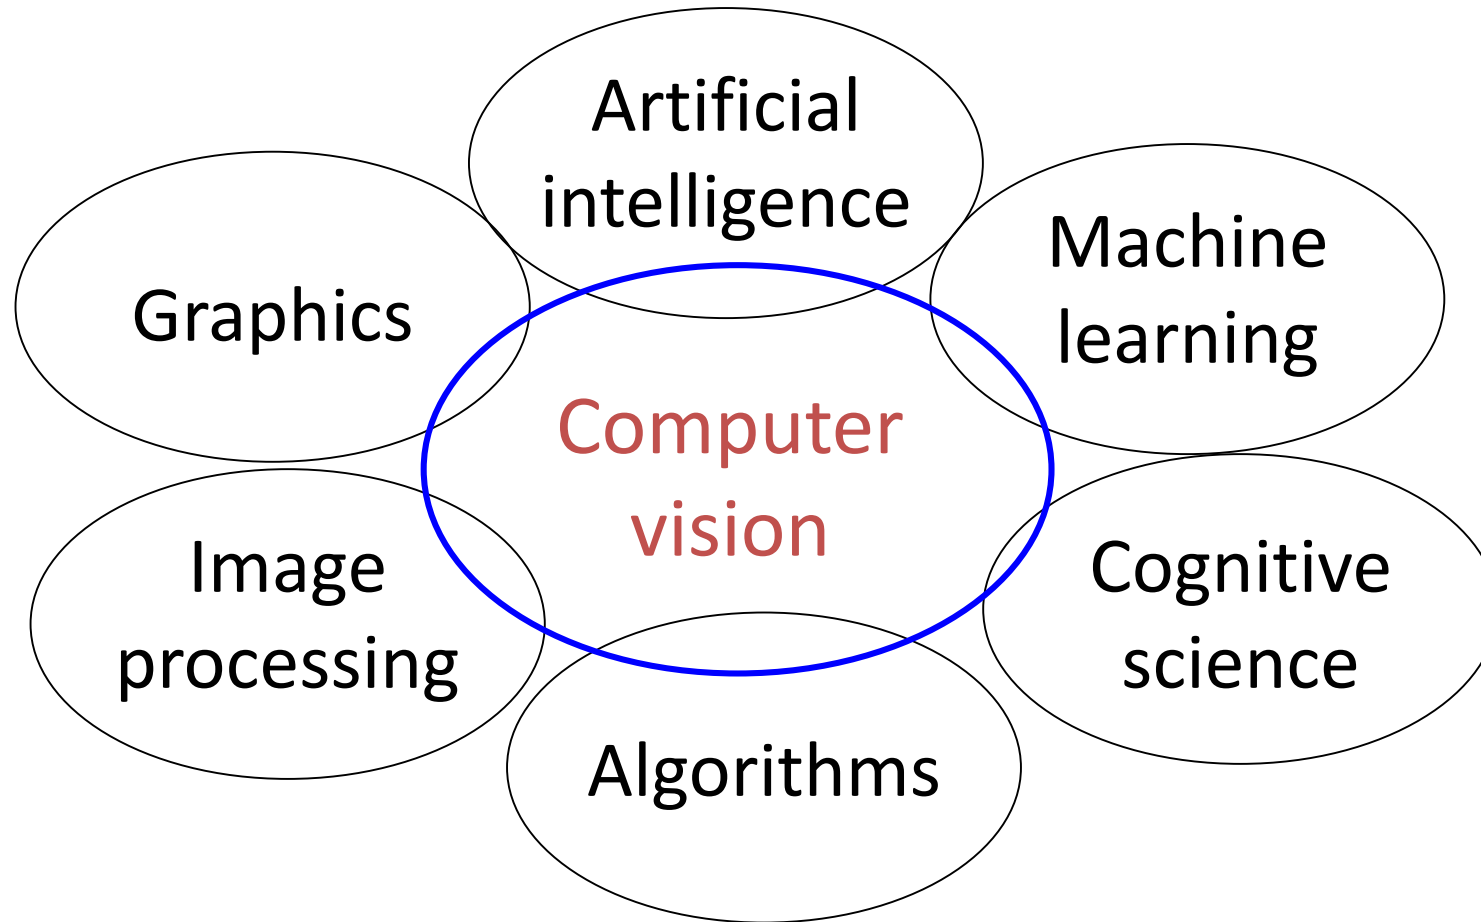 Artificial
intelligence
Machine
learning
Graphics
Computer
vision
Image
processing
Cognitive
science
Algorithms